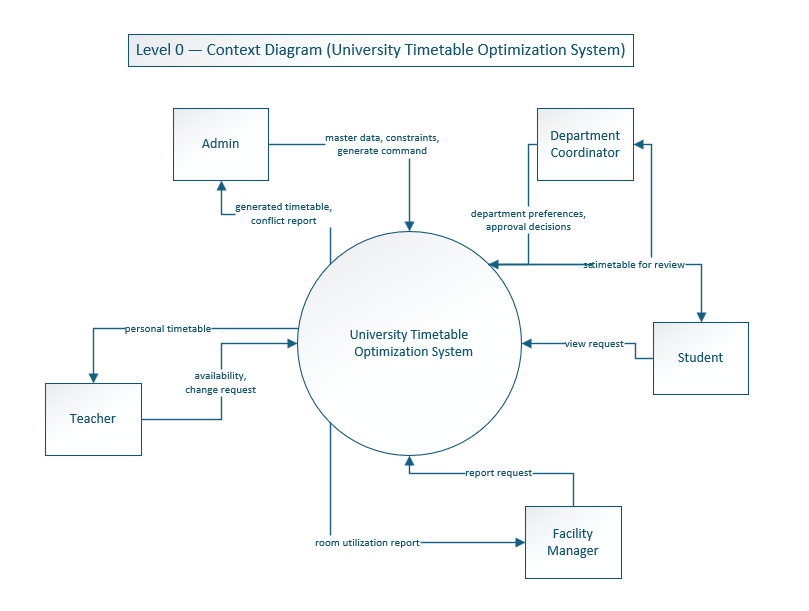 Level 0 — Context Diagram (University Timetable Optimization System)
Admin
master data, constraints,
generate command
Department
Coordinator
generated timetable,
conflict report
department preferences,
approval decisions
timetable for review
University Timetable
Optimization System
personal timetable
view request
Student
availability,
change request
Teacher
report request
room utilization report
Facility
Manager